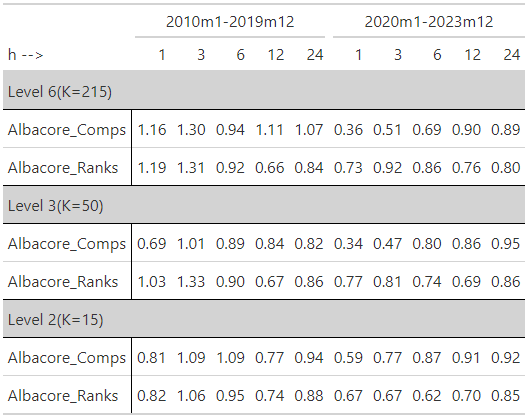 2010m1-2019m12 2020m1-2023m12
h --> 1 3 6 12 24 1 3 6 12 24
Level 6(K=215)
Albacore_Comps 1.16 1.30 0.94 1.11 1.07 0.36 0.51 0.69 0.90 0.89
Albacore_Ranks 1.19 1.31 0.92 0.66 0.84 0.73 0.92 0.86 0.76 0.80
Level 3(K=50)
Albacore_Comps 0.69 1.01 0.89 0.84 0.82 0.34 0.47 0.80 0.86 0.95
Albacore_Ranks 1.03 1.33 0.90 0.67 0.86 0.77 0.81 0.74 0.69 0.86
Level 2(K=15)
Albacore_Comps 0.81 1.09 1.09 0.77 0.94 0.59 0.77 0.87 0.91 0.92
Albacore_Ranks 0.82 1.06 0.95 0.74 0.88 0.67 0.67 0.62 0.70 0.85